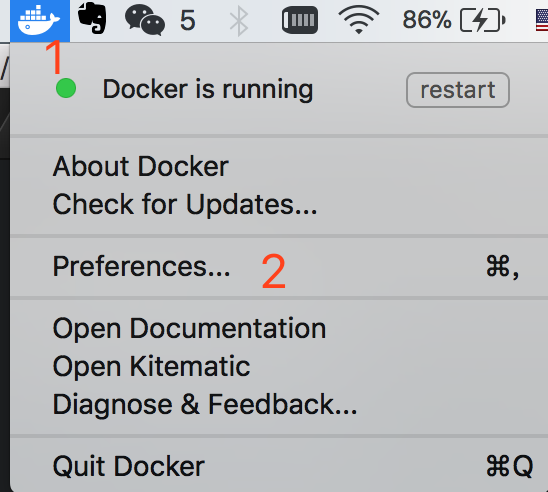 5 86%
1
Docker is running restart
About Docker
Check for Updates...
Preferences... 2 ⌘,
Open Documentation
Open Kitematic
Diagnose & Feedback...
Quit Docker ⌘Q